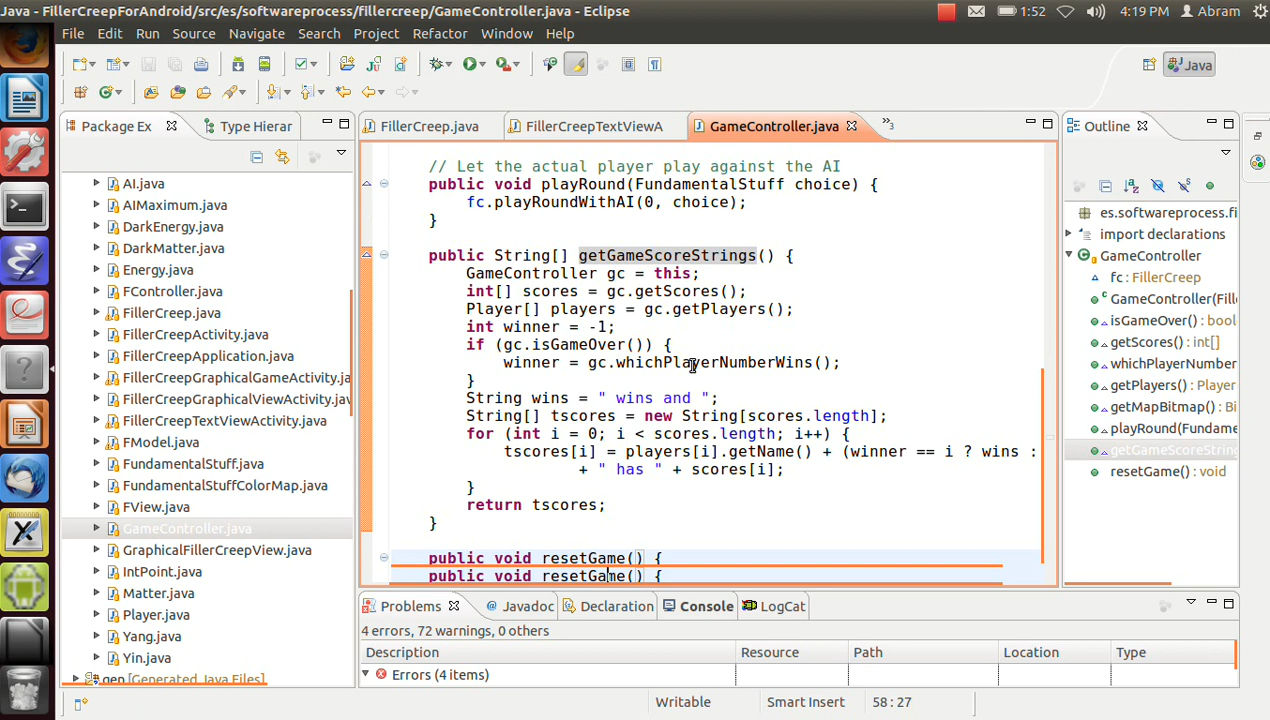 Java - FillerCreepForAndroid/src/es/softwareprocess/fillercreep/GameController.java - Eclipse
1:52
4:19 PM
Abram
File Edit Run Source Navigate Search Project Refactor Window Help
Java
Package Ex
Type Hierar
FillerCreep.java
FillerCreepTextViewA
GameController.java
»3
Outline
AI.java
AIMaximum.java
DarkEnergy.java
DarkMatter.java
Energy.java
FController.java
FillerCreep.java
FillerCreepActivity.java
FillerCreepApplication.java
FillerCreepGraphicalGameActivity.ja
FillerCreepGraphicalViewActivity.jav
FillerCreepTextViewActivity.java
FModel.java
FundamentalStuff.java
FundamentalStuffColorMap.java
FView.java
GameController.java
GraphicalFillerCreepView.java
IntPoint.java
Matter.java
Player.java
Yang.java
Yin.java
gen [Generated Java Files]
// Let the actual player play against the AI
public void playRound(FundamentalStuff choice) {
fc.playRoundWithAI(0, choice);
}
public String[] getGameScoreStrings() {
GameController gc = this;
int[] scores = gc.getScores();
Player[] players = gc.getPlayers();
int winner = -1;
if (gc.isGameOver()) {
winner = gc.whichPlayerNumberWins();
}
String wins = " wins and ";
String[] tscores = new String[scores.length];
for (int i = 0; i < scores.length; i++) {
tscores[i] = players[i].getName() + (winner == i ? wins :
+ " has " + scores[i];
}
return tscores;
}
public void resetGame() {
public void resetGame() {
es.softwareprocess.fi
import declarations
GameController
fc : FillerCreep
GameController(Fill
isGameOver() : bool
getScores() : int[]
whichPlayerNumber
getPlayers() : Player
getMapBitmap() : Bi
playRound(Fundame
getGameScoreString
resetGame() : void
Problems
@ Javadoc
Declaration
Console
LogCat
4 errors, 72 warnings, 0 others
Description Resource Path Location Type
Errors (4 items)
Writable
Smart Insert
58 : 27